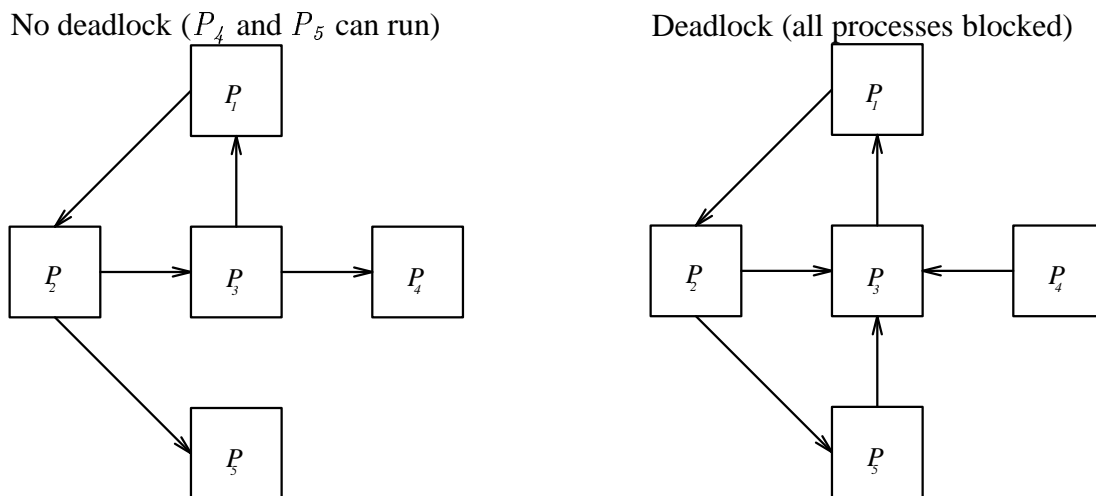 No deadlock (P4 and P5 can run)
Deadlock (all processes blocked)
P1
P1
P2
P3
P4
P2
P3
P4
P5
P5